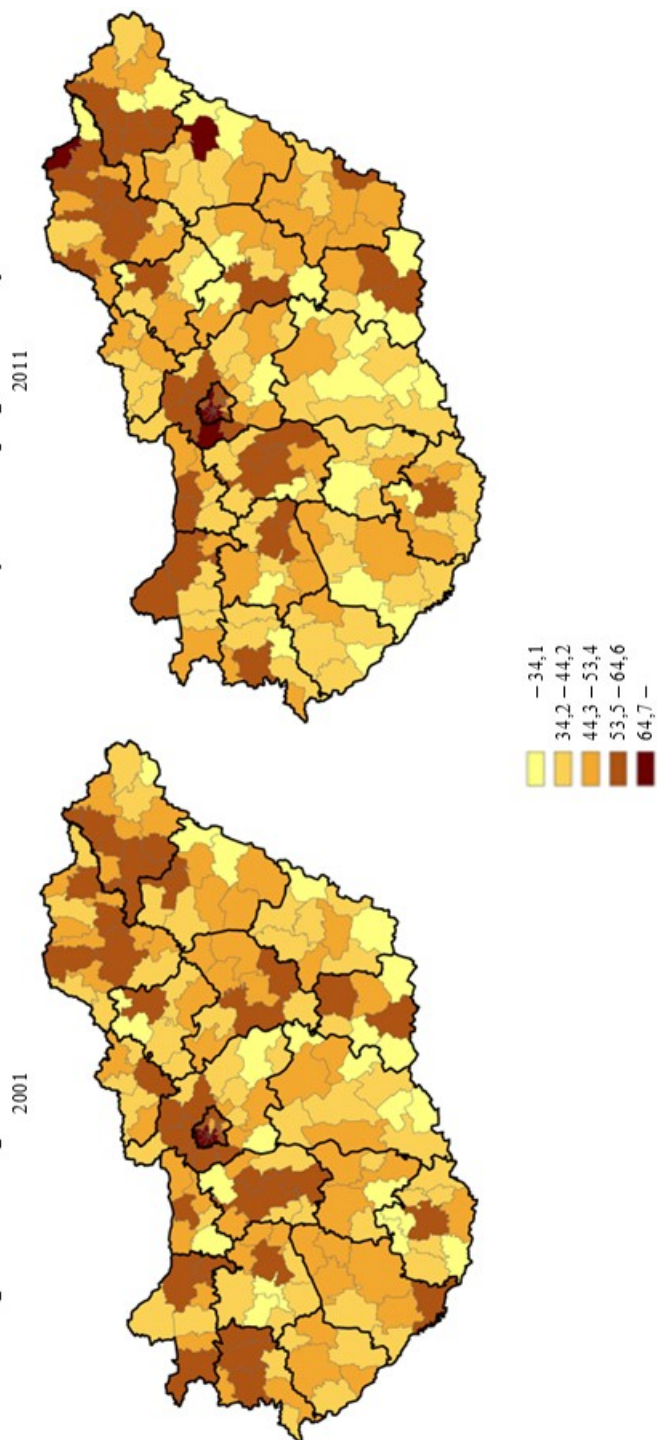 2011
2001
– 34,1
34,2 – 44,2
44,3 – 53,4
53,5 – 64,6
64,7 –